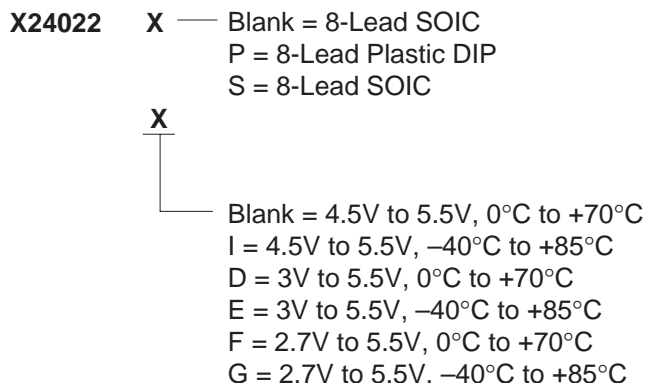 X24022 X Blank = 8-Lead SOIC
P = 8-Lead Plastic DIP
S = 8-Lead SOIC
X
Blank = 4.5V to 5.5V, 0°C to +70°C
I = 4.5V to 5.5V, –40°C to +85°C
D = 3V to 5.5V, 0°C to +70°C
E = 3V to 5.5V, –40°C to +85°C
F = 2.7V to 5.5V, 0°C to +70°C
G = 2.7V to 5.5V, –40°C to +85°C